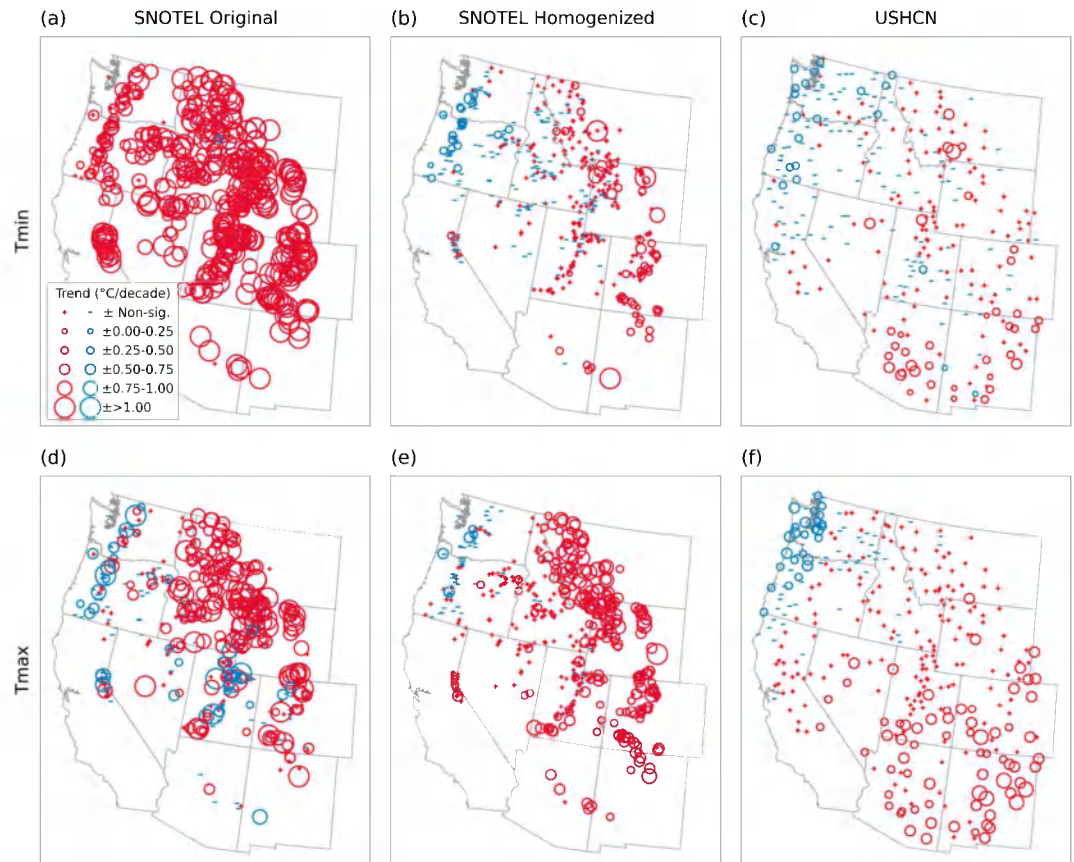 (a) SNOTEL Original
(b) SNOTEL Homogenized
(c) USHCN
Tmin
Trend (°C/decade)
± Non-sig.
±0.00-0.25
±0.25-0.50
±0.50-0.75
±0.75-1.00
±>1.00
(d)
(e)
(f)
Tmax